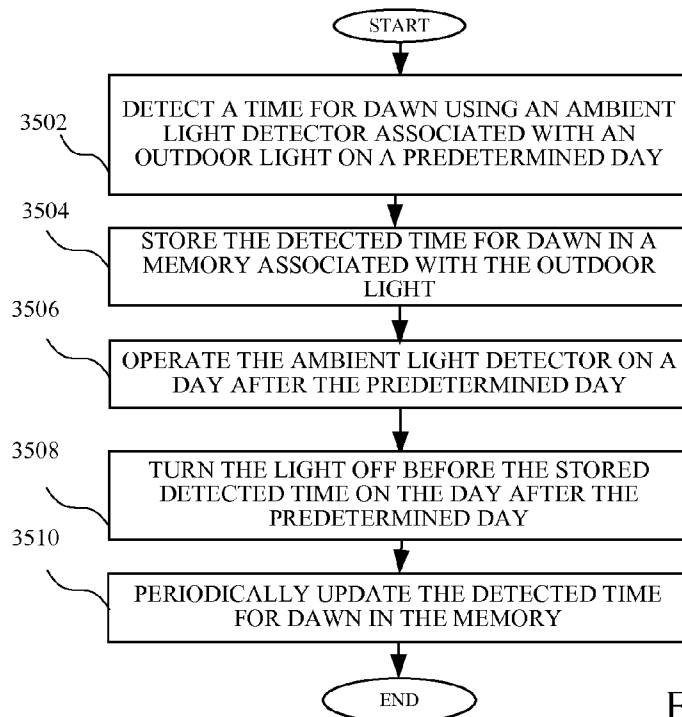 START
3502
DETECT A TIME FOR DAWN USING AN AMBIENT
LIGHT DETECTOR ASSOCIATED WITH AN
OUTDOOR LIGHT ON A PREDETERMINED DAY
3504
STORE THE DETECTED TIME FOR DAWN IN A
MEMORY ASSOCIATED WITH THE OUTDOOR
LIGHT
3506
OPERATE THE AMBIENT LIGHT DETECTOR ON A
DAY AFTER THE PREDETERMINED DAY
3508
TURN THE LIGHT OFF BEFORE THE STORED
DETECTED TIME ON THE DAY AFTER THE
PREDETERMINED DAY
3510
PERIODICALLY UPDATE THE DETECTED TIME
FOR DAWN IN THE MEMORY
END